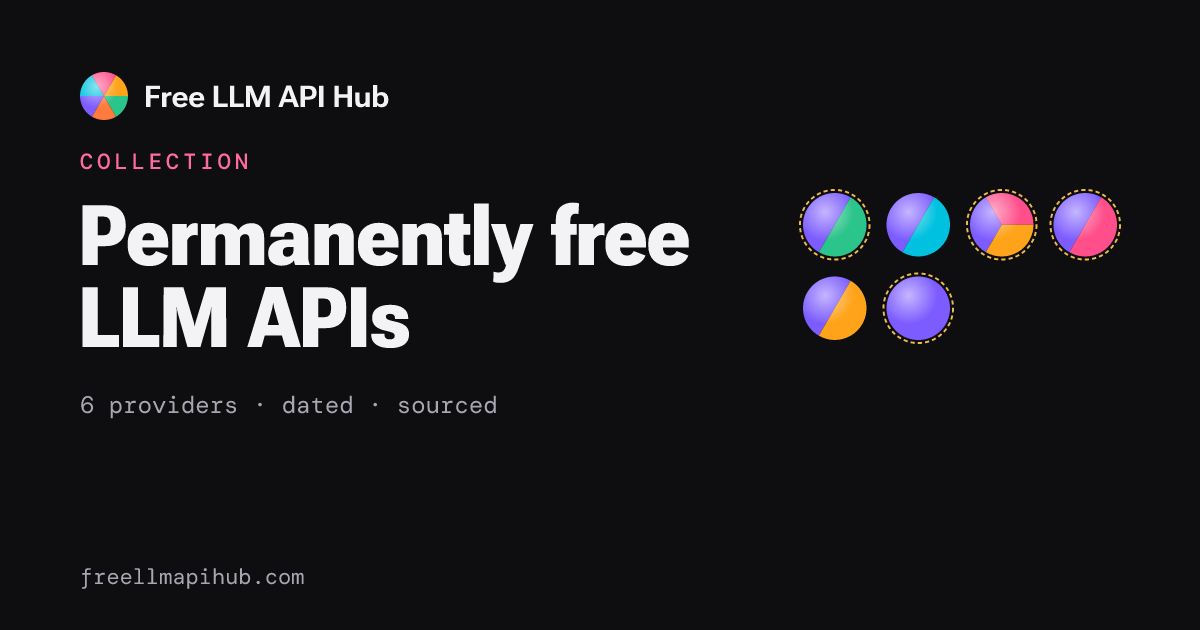 Free LLM API Hub
COLLECTION
Permanently free
LLM APIs
6 providers · dated · sourced
freellmapihub.com